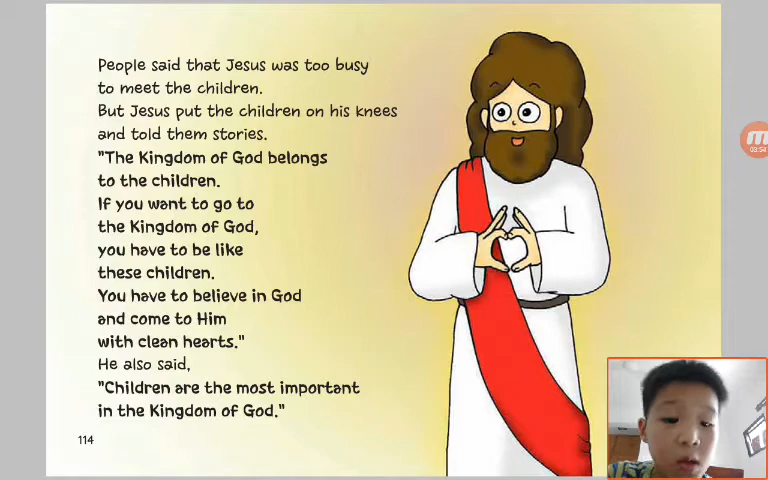 People said that Jesus was too busy
to meet the children.
But Jesus put the children on his knees
and told them stories.
"The Kingdom of God belongs
to the children.
If you want to go to
the Kingdom of God,
you have to be like
these children.
You have to believe in God
and come to Him
with clean hearts."
He also said,
"Children are the most important
in the Kingdom of God."
114
03:54